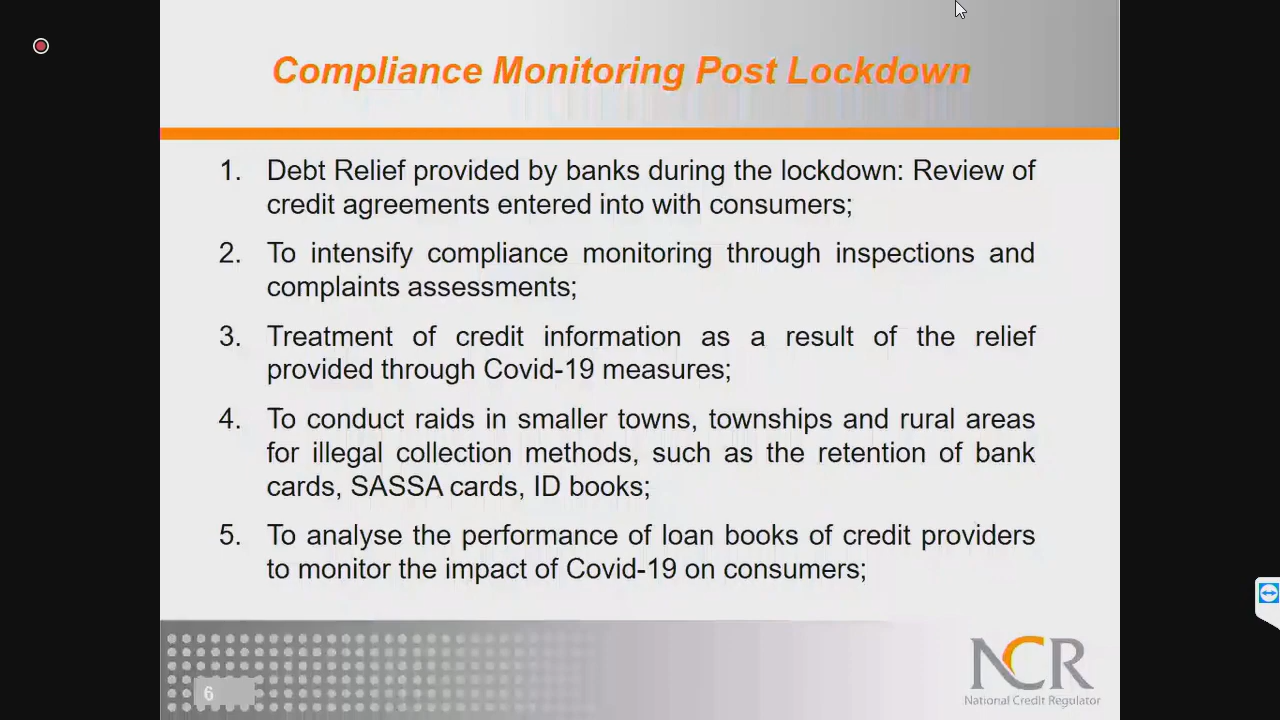 Compliance Monitoring Post Lockdown
1. Debt Relief provided by banks during the lockdown: Review of
credit agreements entered into with consumers;
2. To intensify compliance monitoring through inspections and
complaints assessments;
3. Treatment of credit information as a result of the relief
provided through Covid-19 measures;
4. To conduct raids in smaller towns, townships and rural areas
for illegal collection methods, such as the retention of bank
cards, SASSA cards, ID books;
5. To analyse the performance of loan books of credit providers
to monitor the impact of Covid-19 on consumers;
6
NCR
National Credit Regulator